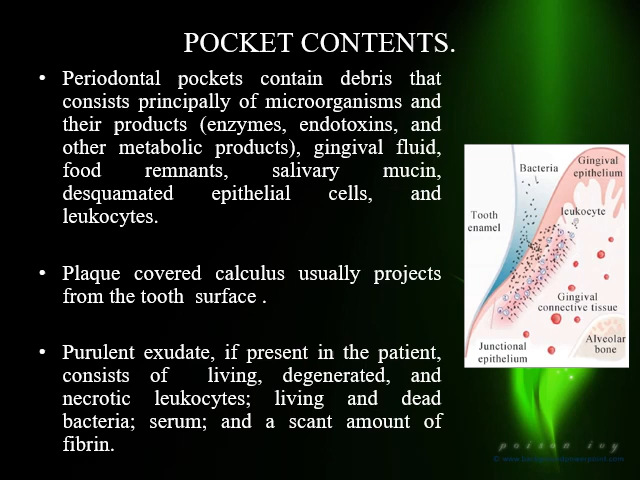 POCKET CONTENTS.
• Periodontal pockets contain debris that
consists principally of microorganisms and
their products (enzymes, endotoxins, and
other metabolic products), gingival fluid,
food remnants, salivary mucin,
desquamated epithelial cells, and
leukocytes.
• Plaque covered calculus usually projects
from the tooth surface .
• Purulent exudate, if present in the patient,
consists of living, degenerated, and
necrotic leukocytes; living and dead
bacteria; serum; and a scant amount of
fibrin.
Bacteria
Gingival
epithelium
Tooth
enamel
leukocyte
Gingival
connective tissue
Junctional
epithelium
Alveolar
bone
poison ivy